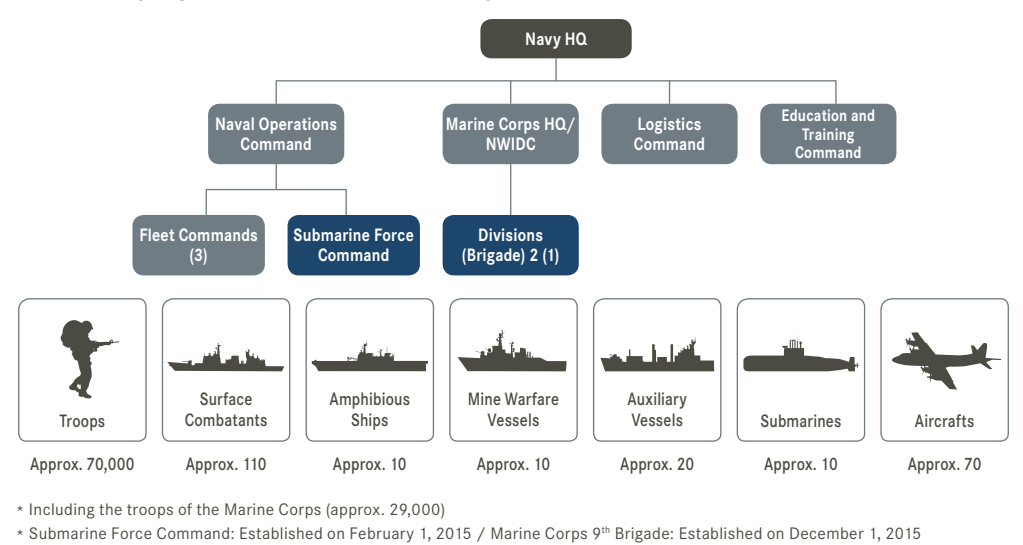 Navy HQ
Naval Operations
Command
Marine Corps HQ/
NWIDC
Logistics
Command
Education and
Training
Command
Fleet Commands
(3)
Submarine Force
Command
Divisions
(Brigade) 2 (1)
Troops
Surface
Combatants
Amphibious
Ships
Mine Warfare
Vessels
Auxiliary
Vessels
Submarines
Aircrafts
Approx. 70,000
Approx. 110
Approx. 10
Approx. 10
Approx. 20
Approx. 10
Approx. 70
* Including the troops of the Marine Corps (approx. 29,000)
* Submarine Force Command: Established on February 1, 2015 / Marine Corps 9th Brigade: Established on December 1, 2015